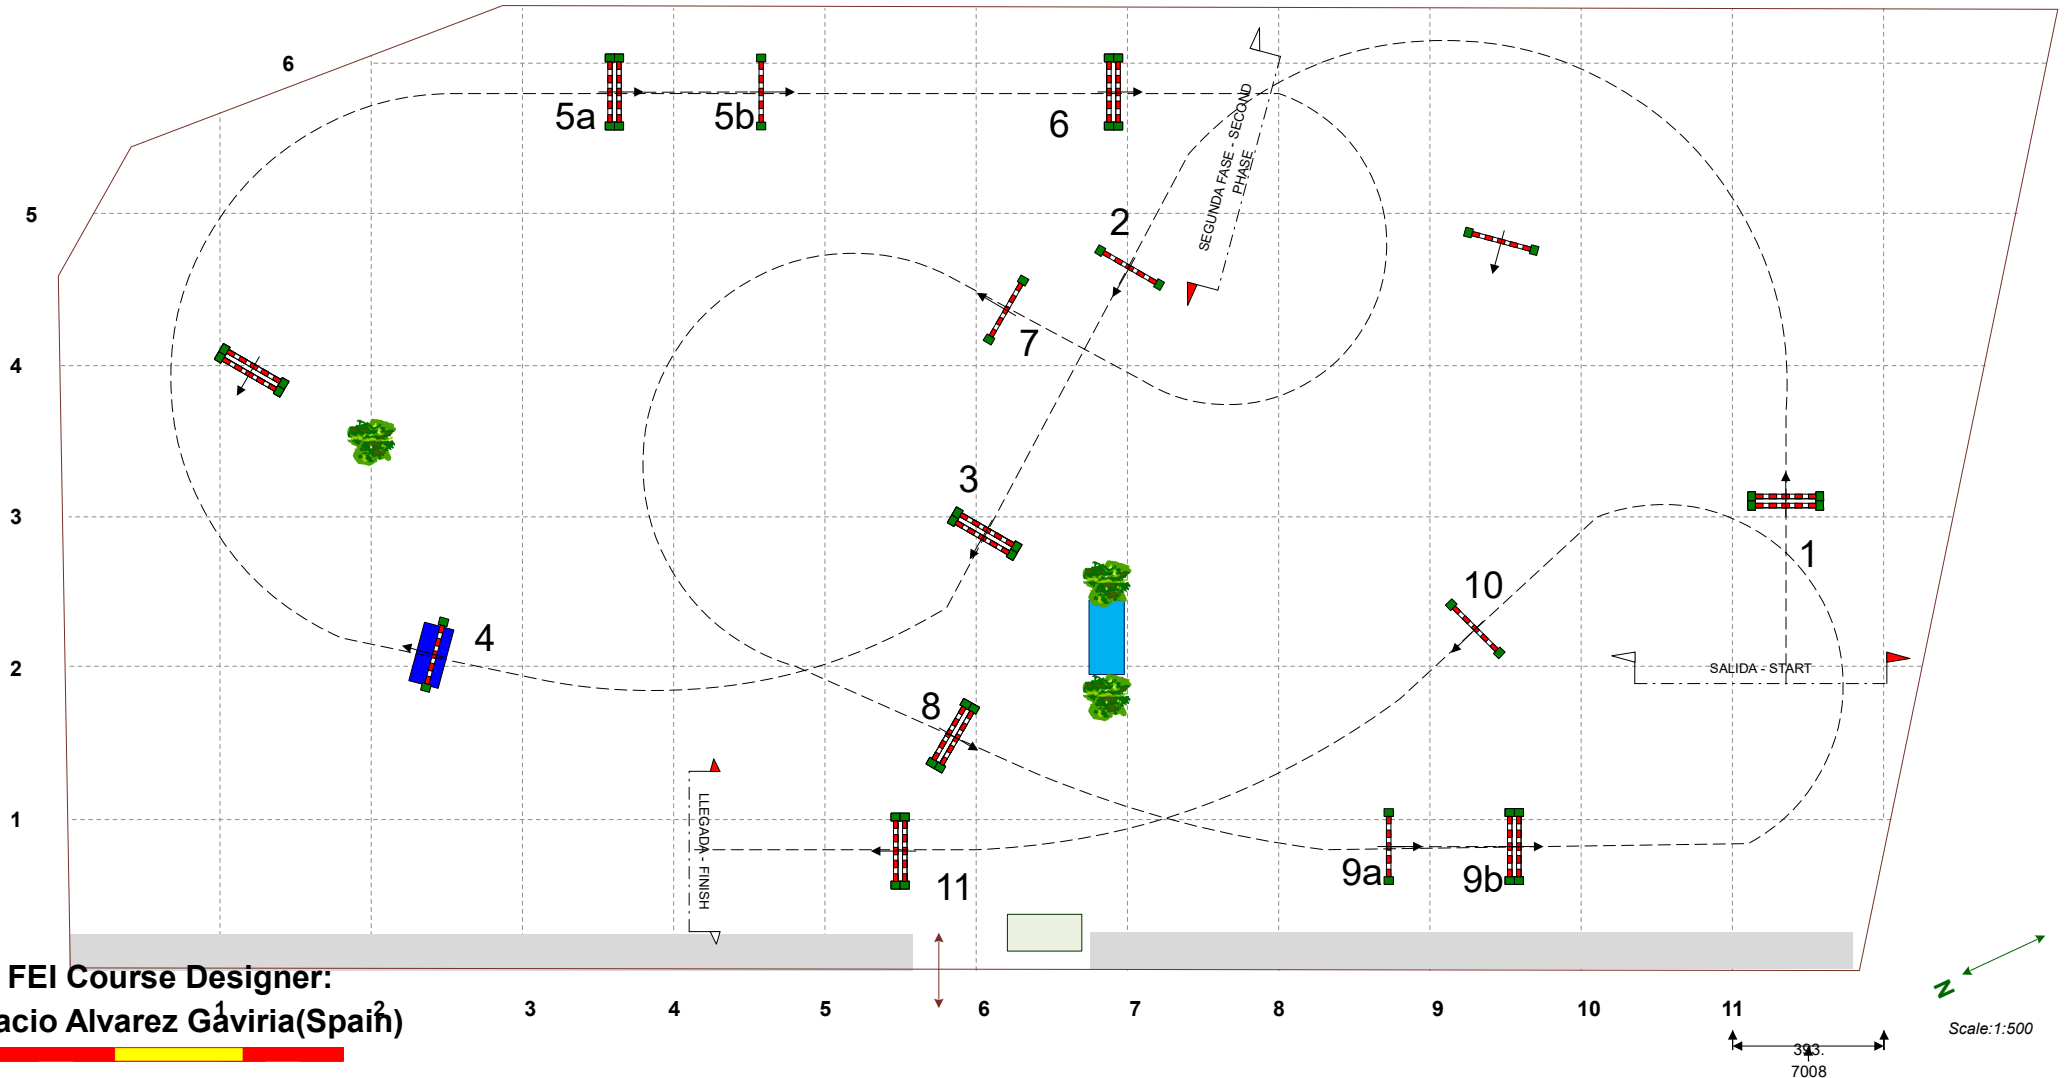 6
5a
5b
6
SEGUNDA FASE - SECOND
PHASE
5
2
7
4
3
3
1
10
4
2
SALIDA - START
8
1
LLEGADA - FINISH
9a
9b
11
FEI Course Designer:
acio Alvarez Gaviria(Spain)
1
2
3
4
5
6
7
8
9
10
11
N
Scale:1:500
393.
7008